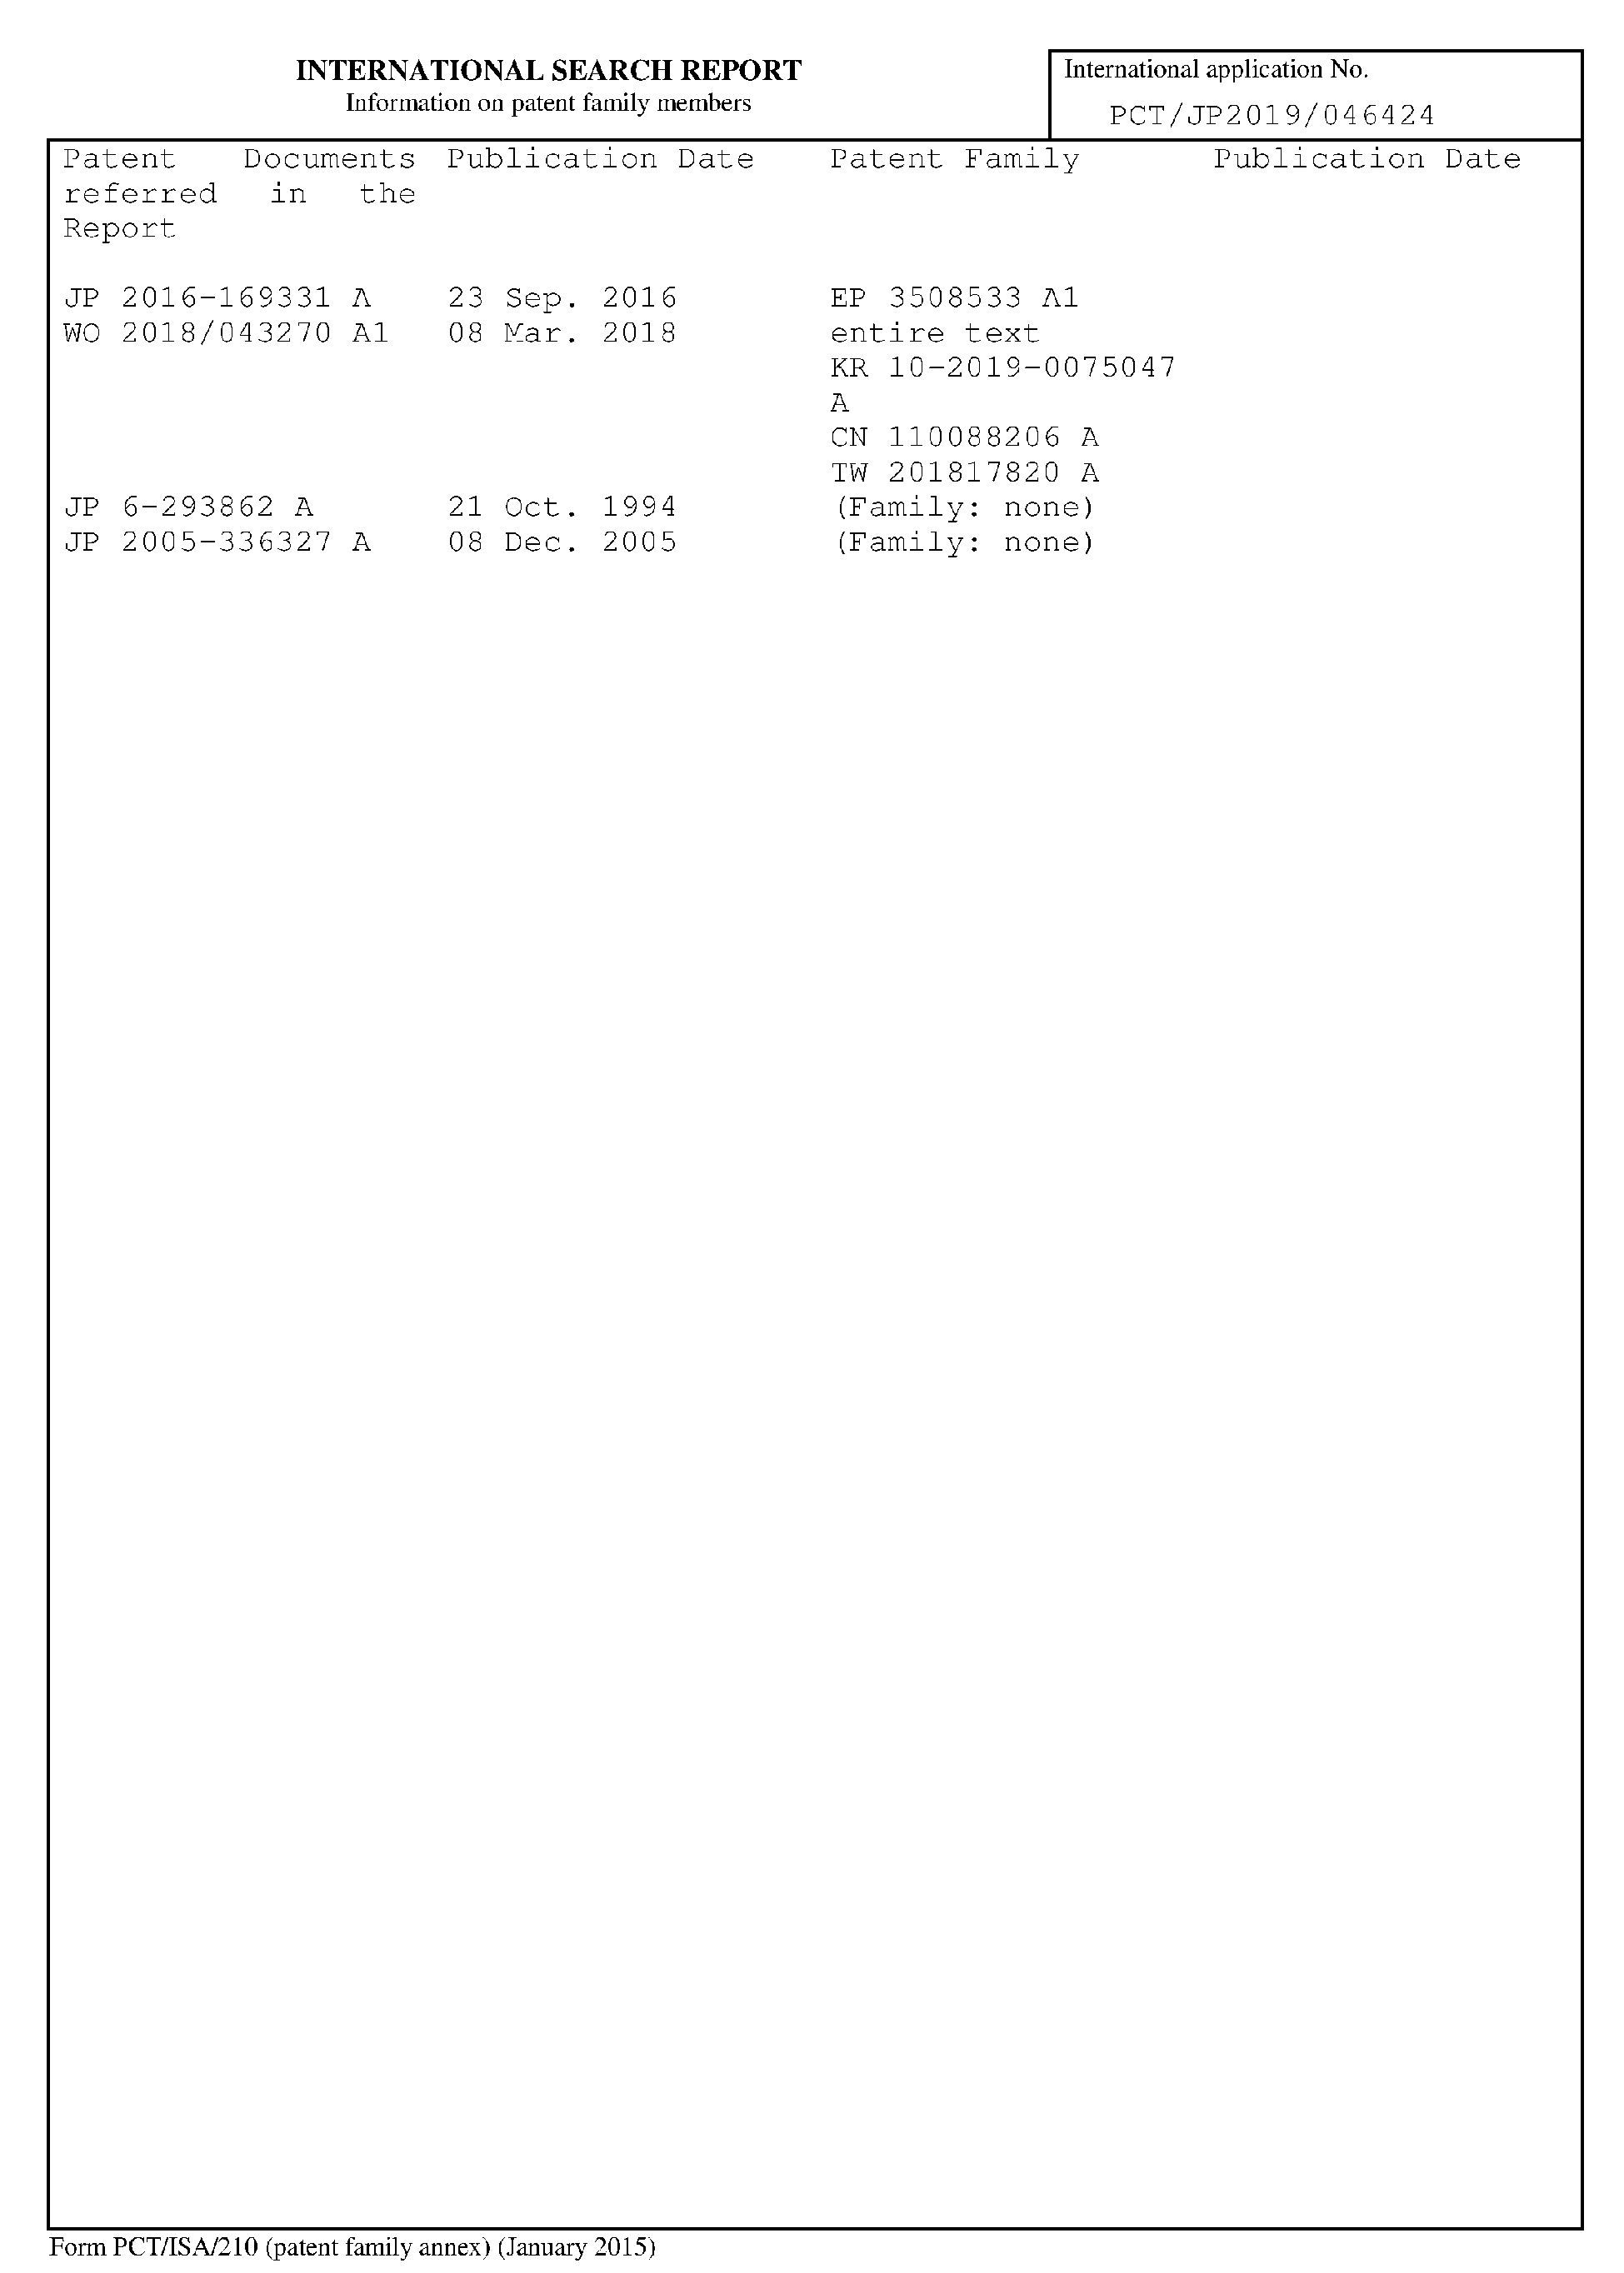 INTERNATIONAL SEARCH REPORT
Information on patent family members
International application No.
PCT/JP2019/046424
Patent Documents referred in the Report
Publication Date
Patent Family
Publication Date
JP 2016-169331 A 23 Sep. 2016 EP 3508533 A1
WO 2018/043270 A1 08 Mar. 2018 entire text
KR 10-2019-0075047
A
CN 110088206 A
TW 201817820 A
JP 6-293862 A 21 Oct. 1994 (Family: none)
JP 2005-336327 A 08 Dec. 2005 (Family: none)
Form PCT/ISA/210 (patent family annex) (January 2015)